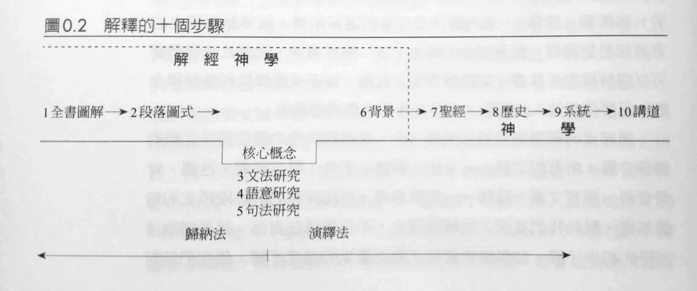 圖0.2 解釋的十個步驟
解 經 神 學
1全書圖解→2段落圖式→ 6背景→7聖經→8歷史→9系統→10講道
神 學
核心概念
3文法研究
4語意研究
5句法研究
歸納法 演繹法